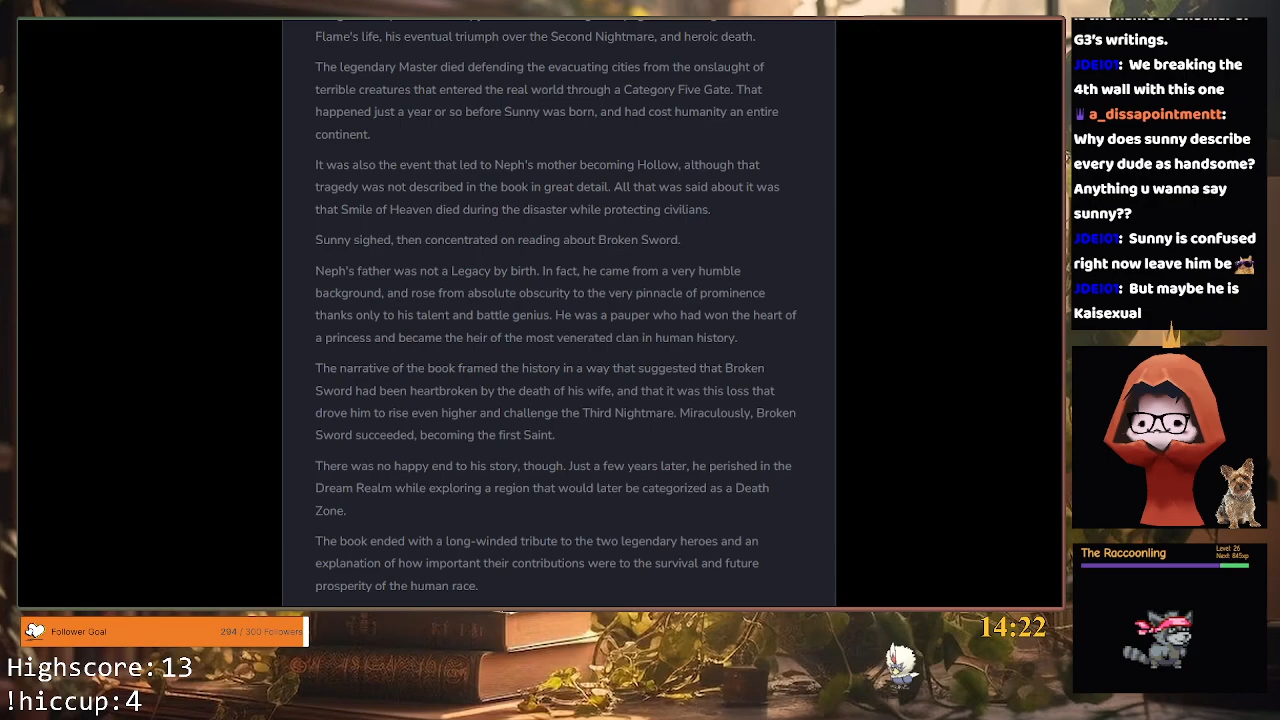 Flame's life, his eventual triumph over the Second Nightmare, and heroic death.
The legendary Master died defending the evacuating cities from the onslaught of
terrible creatures that entered the real world through a Category Five Gate. That
happened just a year or so before Sunny was born, and had cost humanity an entire
continent.
It was also the event that led to Neph's mother becoming Hollow, although that
tragedy was not described in the book in great detail. All that was said about it was
that Smile of Heaven died during the disaster while protecting civilians.
Sunny sighed, then concentrated on reading about Broken Sword.
Neph's father was not a Legacy by birth. In fact, he came from a very humble
background, and rose from absolute obscurity to the very pinnacle of prominence
thanks only to his talent and battle genius. He was a pauper who had won the heart of
a princess and became the heir of the most venerated clan in human history.
The narrative of the book framed the history in a way that suggested that Broken
Sword had been heartbroken by the death of his wife, and that it was this loss that
drove him to rise even higher and challenge the Third Nightmare. Miraculously, Broken
Sword succeeded, becoming the first Saint.
There was no happy end to his story, though. Just a few years later, he perished in the
Dream Realm while exploring a region that would later be categorized as a Death
Zone.
The book ended with a long-winded tribute to the two legendary heroes and an
explanation of how important their contributions were to the survival and future
prosperity of the human race.
G3's writings.
JDEI01: We breaking the
4th wall with this one
a_dissapointmentt:
Why does sunny describe
every dude as handsome?
Anything u wanna say
sunny??
JDEI01: Sunny is confused
right now leave him be
JDEI01: But maybe he is
Kaisexual
The Raccoonling
Level: 26
Next: 845xp
Follower Goal
294 / 300 Followers
14:22
Highscore:13
!hiccup:4